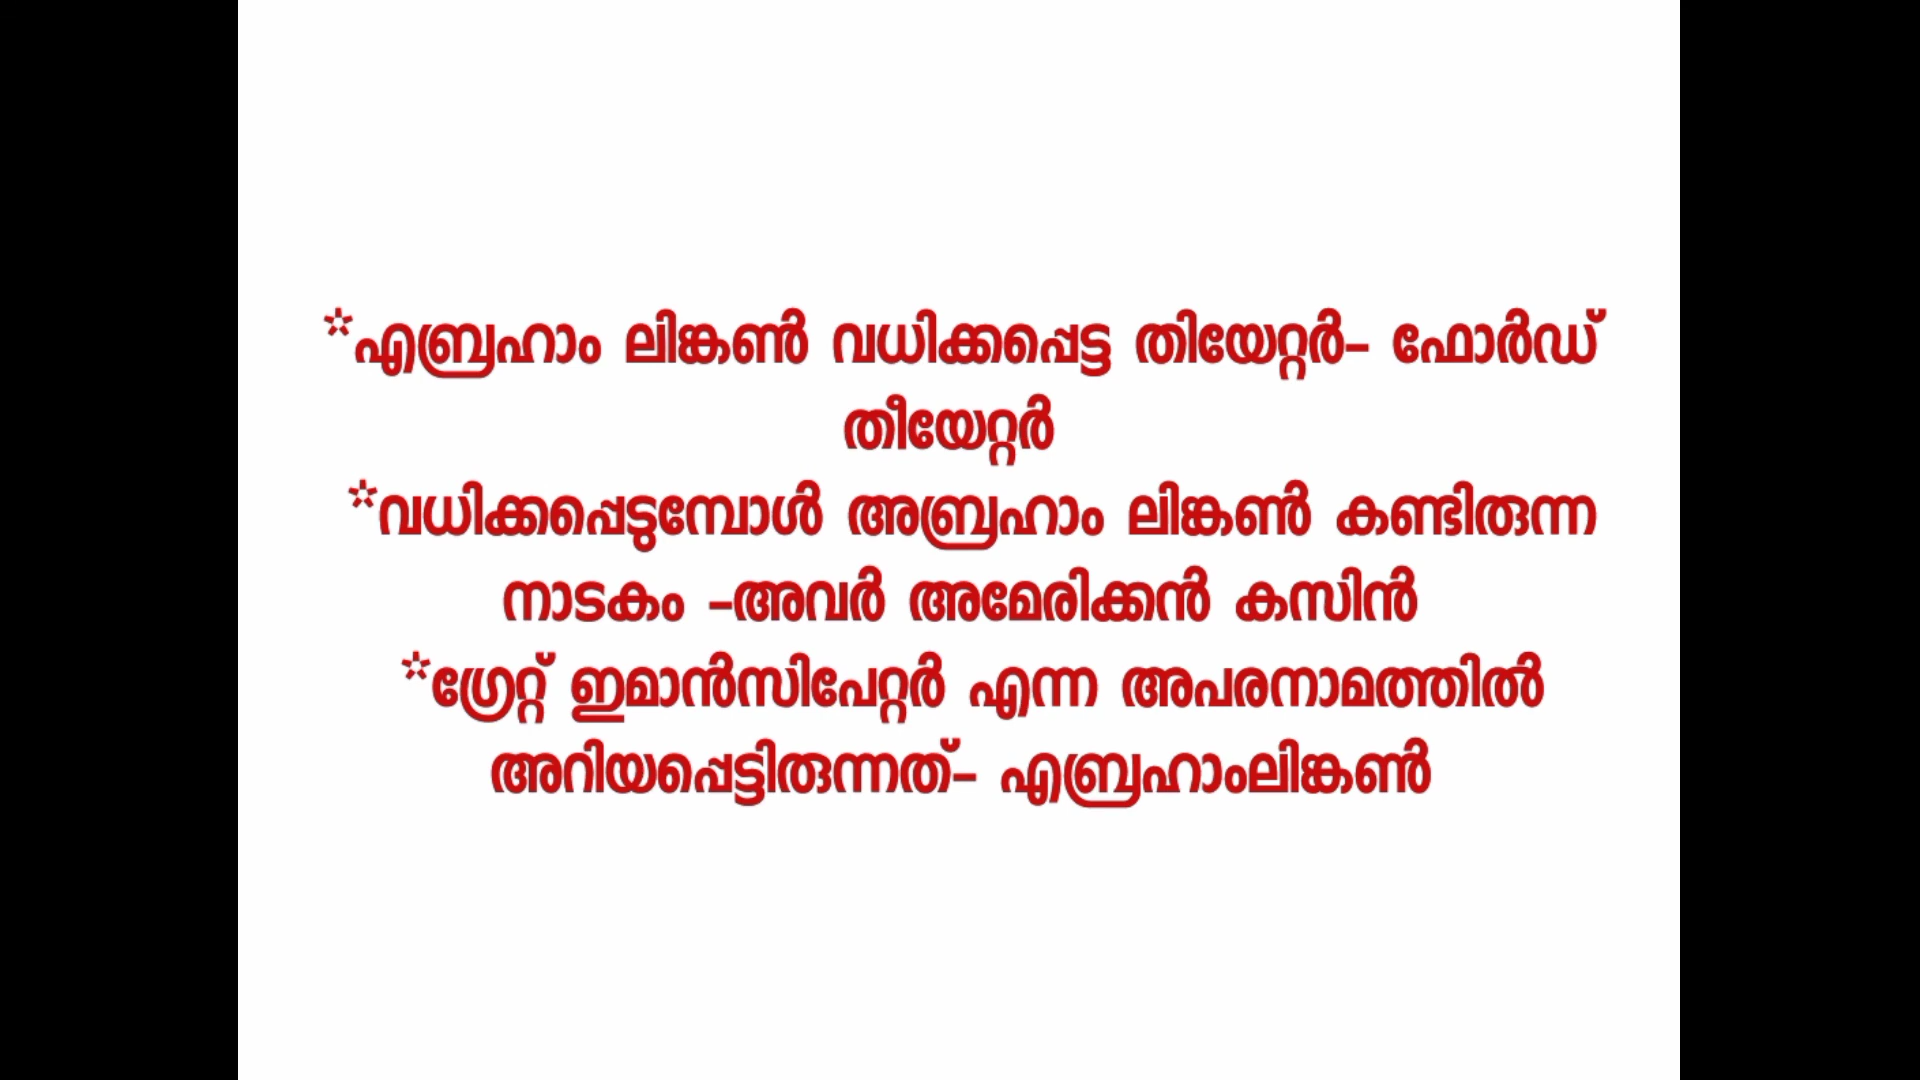 *എബ്രഹാം ലിങ്കൺ വധിക്കപ്പെട്ട തിയേറ്റർ- ഫോർഡ്
തീയേറ്റർ
*വധിക്കപ്പെടുമ്പോൾ അബ്രഹാം ലിങ്കൺ കണ്ടിരുന്ന
നാടകം -അവർ അമേരിക്കൻ കസിൻ
*ഗ്രേറ്റ് ഇമാൻസിപേറ്റർ എന്ന അപരനാമത്തിൽ
അറിയപ്പെട്ടിരുന്നത്- എബ്രഹാംലിങ്കൺ